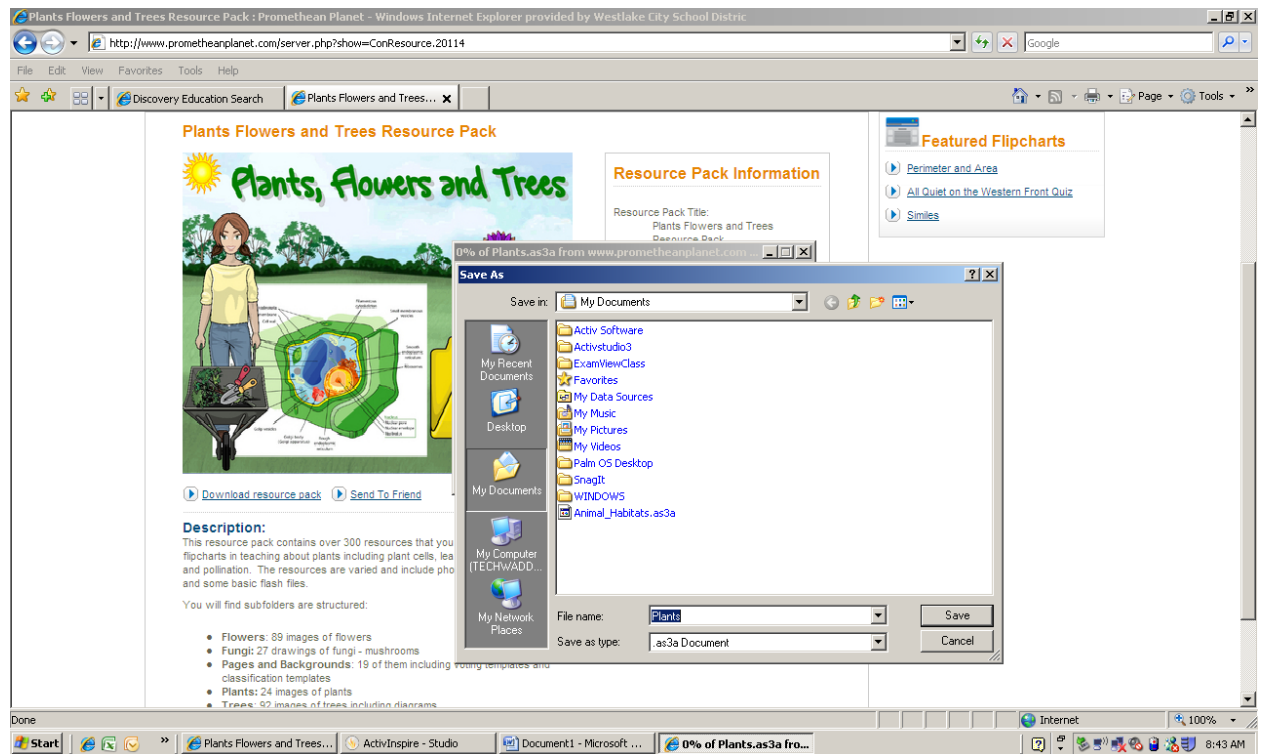 Plants Flowers and Trees Resource Pack : Promethean Planet - Windows Internet Explorer provided by Westlake City School Distric
http://www.prometheanplanet.com/server.php?show=ConResource.20114
Google
File Edit View Favorites Tools Help
Discovery Education Search
Plants Flowers and Trees...
Page
Tools
Plants Flowers and Trees Resource Pack
Plants, Flowers and Trees
Resource Pack Information
Resource Pack Title:
Plants Flowers and Trees
Resource Pack
Featured Flipcharts
Perimeter and Area
All Quiet on the Western Front Quiz
Similes
0% of Plants.as3a from www.prometheanplanet.com ...
Save As
Save in:
My Documents
My Recent
Documents
Desktop
My Documents
My Computer
(TECHWADD...
My Network
Places
Activ Software
Activstudio3
ExamViewClass
Favorites
My Data Sources
My Music
My Pictures
My Videos
Palm OS Desktop
SnagIt
WINDOWS
Animal_Habitats.as3a
File name:
Plants
Save
Save as type:
.as3a Document
Cancel
Download resource pack
Send To Friend
Description:
This resource pack contains over 300 resources that you
flipcharts in teaching about plants including plant cells, lea
and pollination. The resources are varied and include pho
and some basic flash files.
You will find subfolders are structured:
Flowers: 89 images of flowers
Fungi: 27 drawings of fungi - mushrooms
Pages and Backgrounds: 19 of them including voting templates and
classification templates
Plants: 24 images of plants
Trees: 92 images of trees including diagrams
Done
Internet
100%
Start
Plants Flowers and Trees...
ActivInspire - Studio
Document1 - Microsoft ...
0% of Plants.as3a fro...
8:43 AM